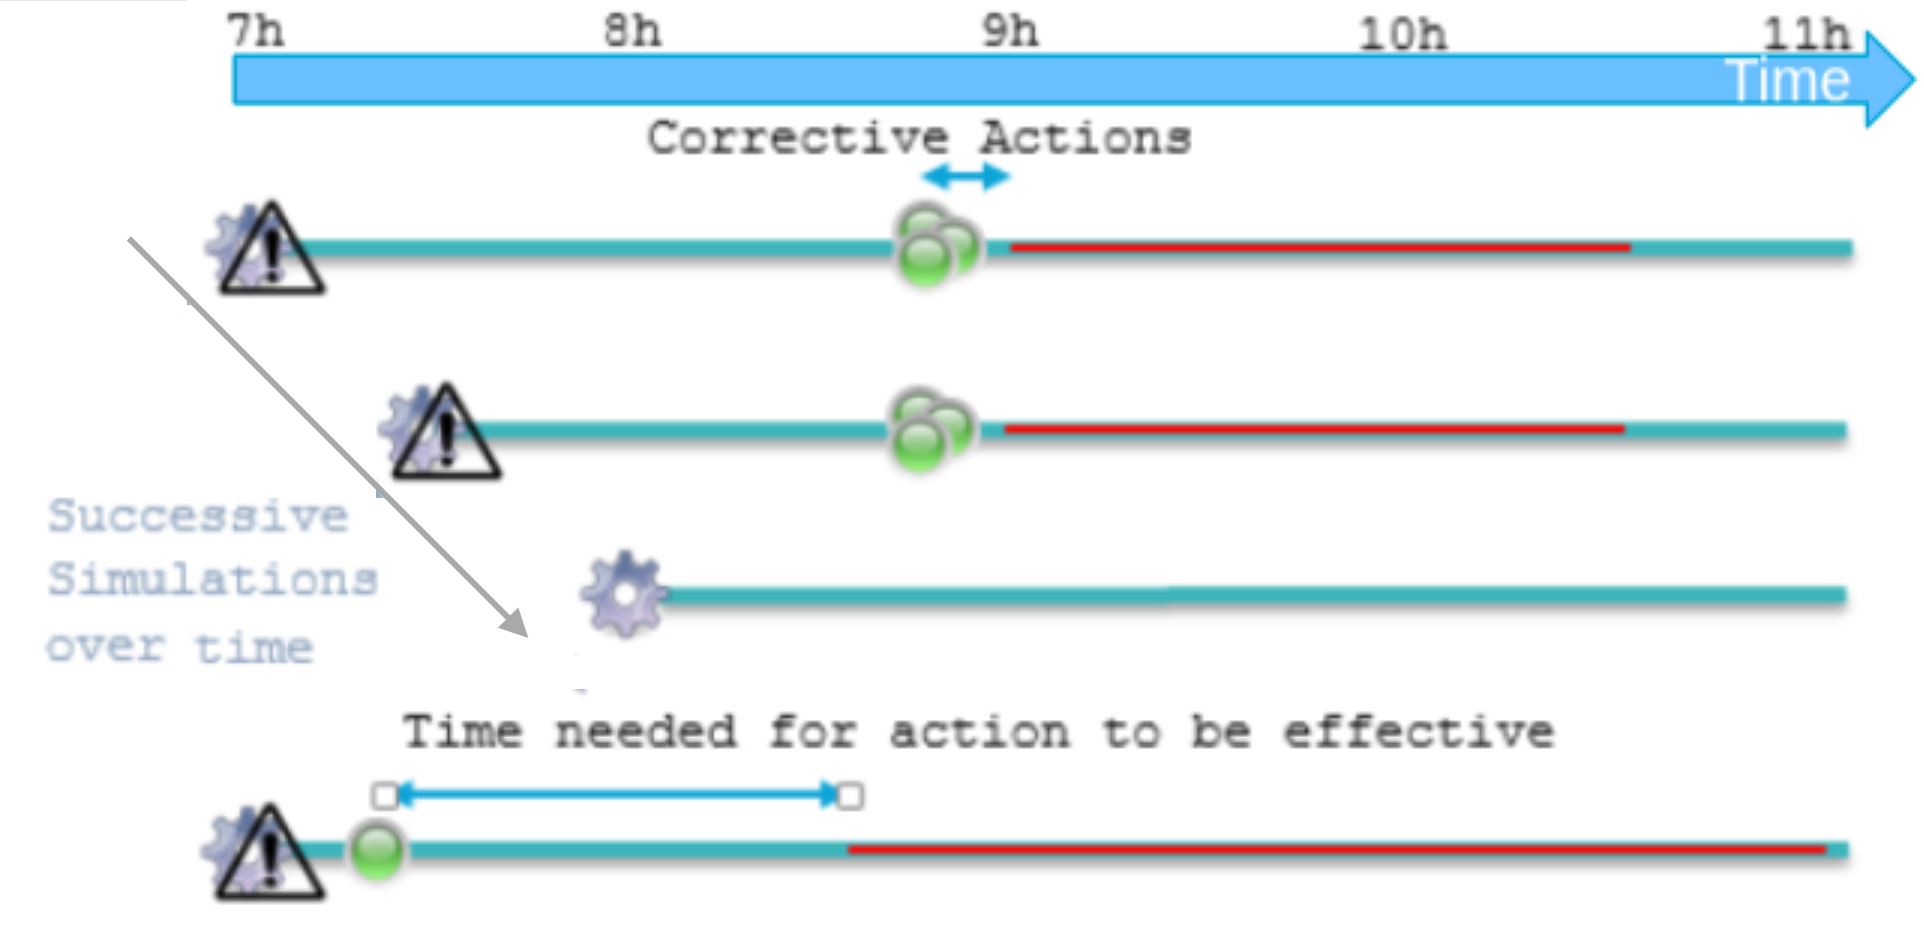 7h 8h 9h 10h 11h
Time
Corrective Actions
Successive
Simulations
over time
Time needed for action to be effective